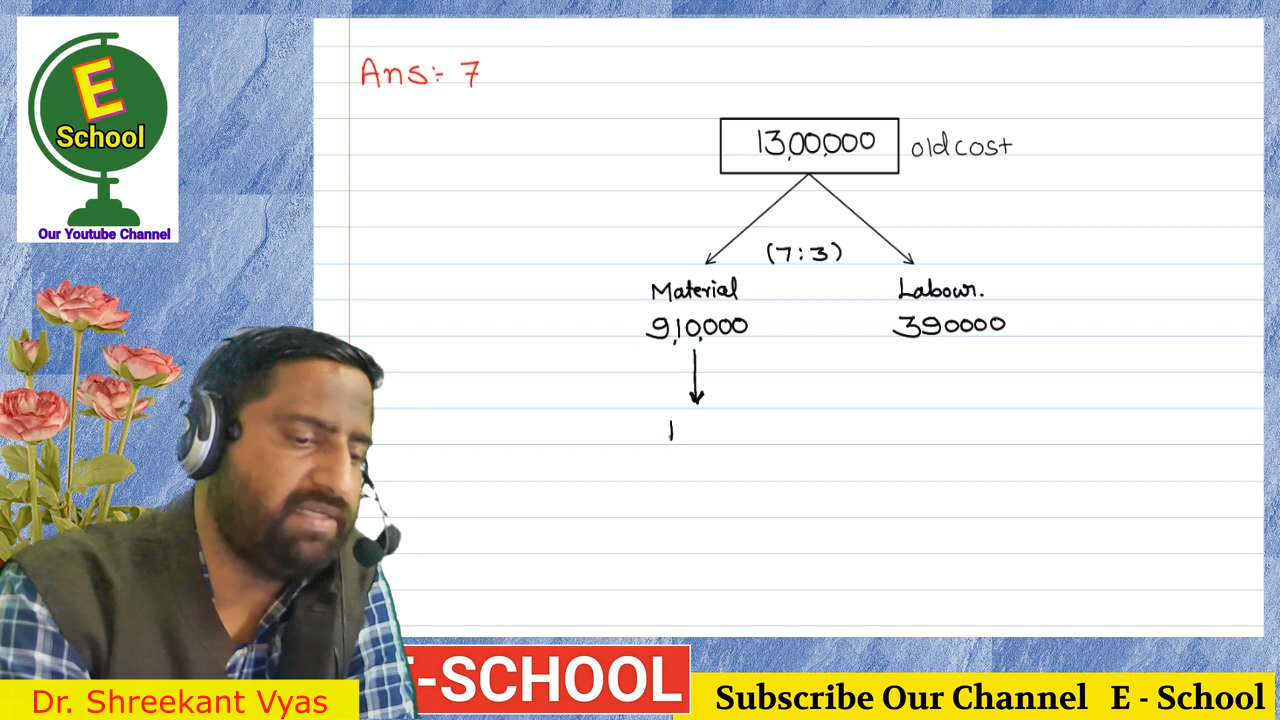 E
School
Our Youtube Channel
Ans:- 7
13,00,000 old cost
(7:3)
Material Labour.
9,10,000 390000
1
E-SCHOOL
Dr. Shreekant Vyas
Subscribe Our Channel E - School